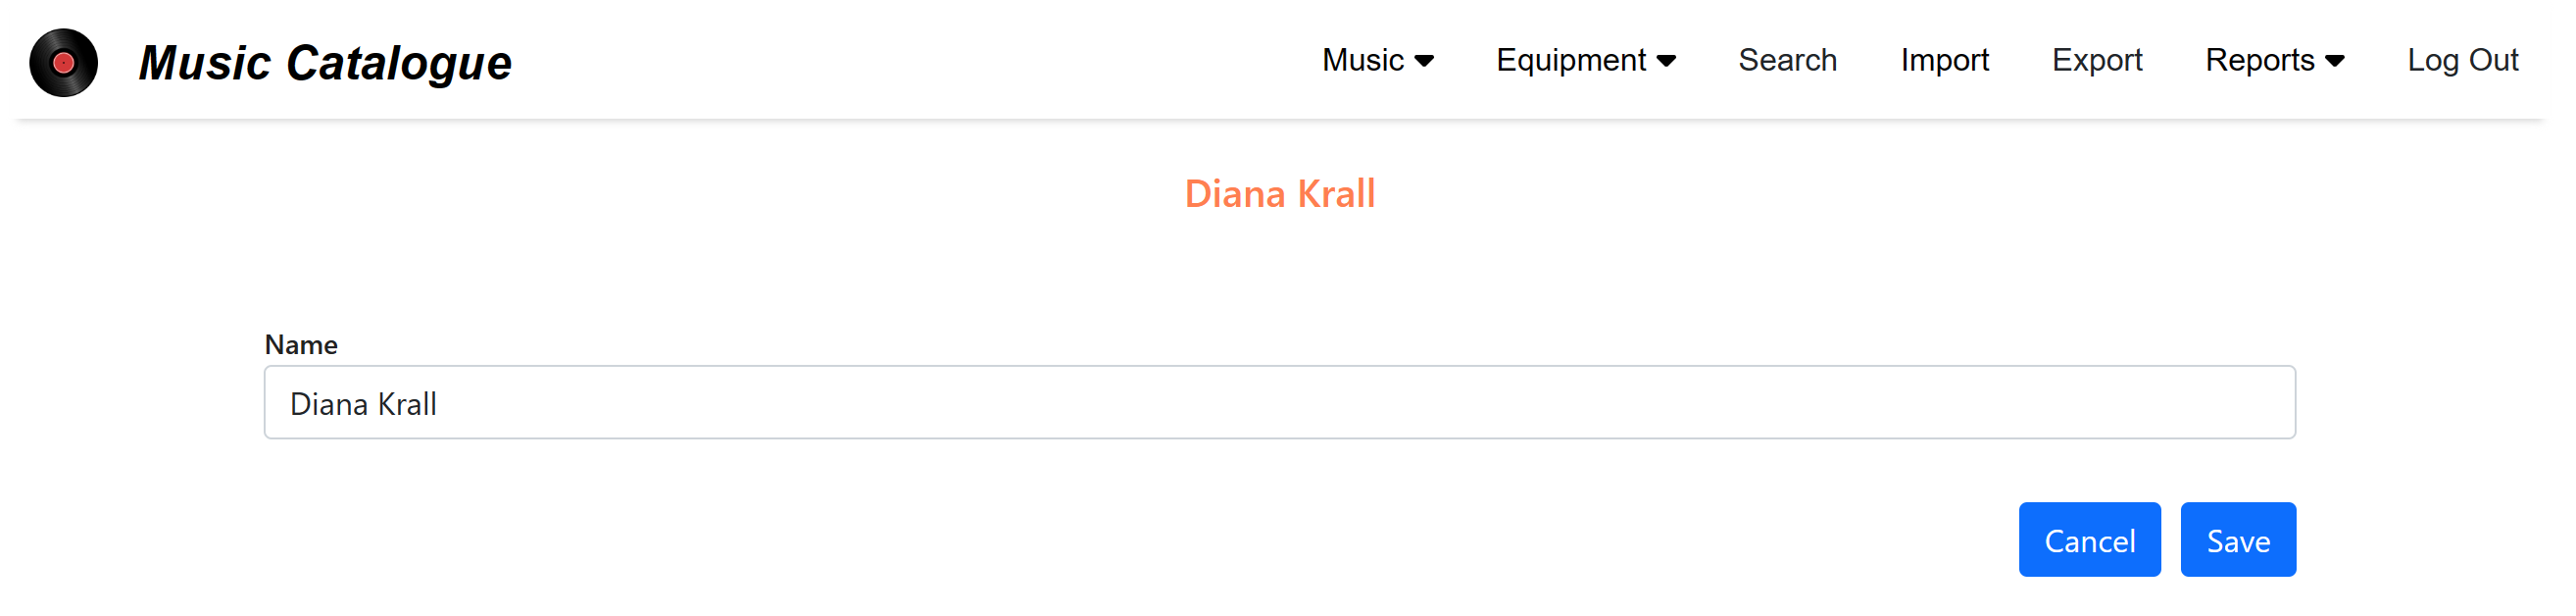 Music Catalogue Music Equipment Search Import Export Reports Log Out
Diana Krall
Name
Diana Krall
Cancel Save